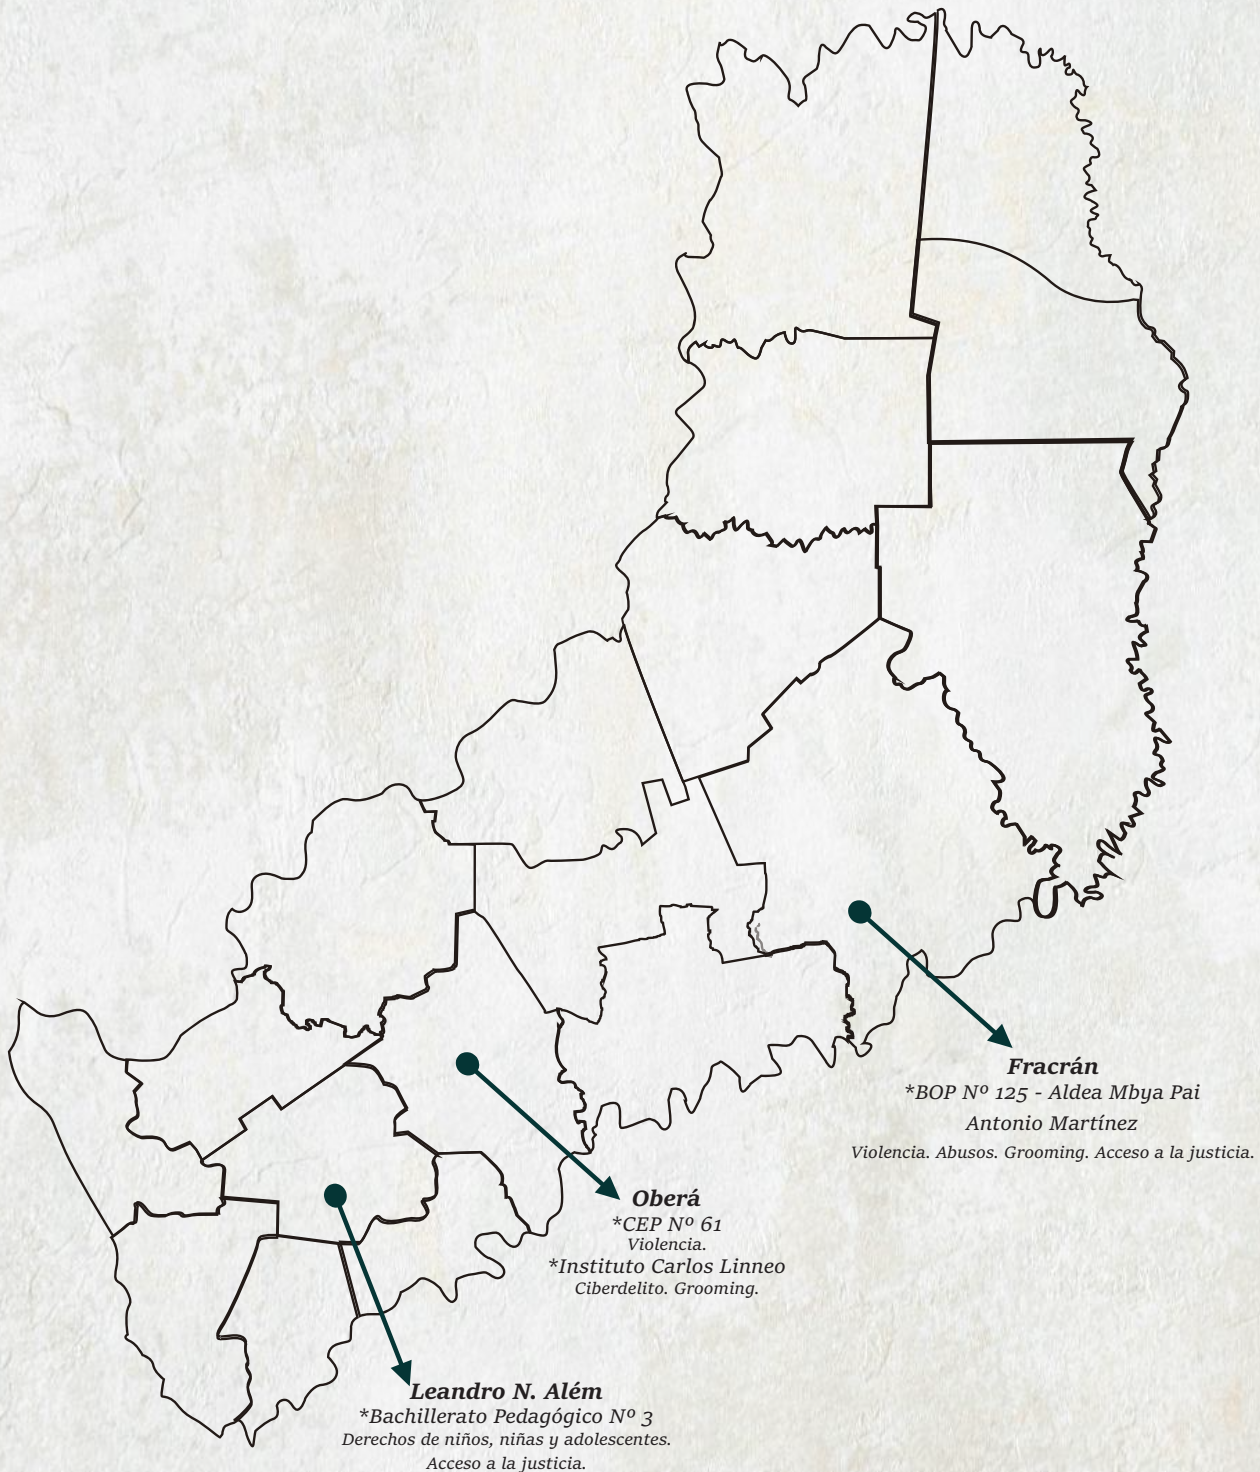 Fracrán
*BOP Nº 125 - Aldea Mbya Pai
Antonio Martínez
Violencia. Abusos. Grooming. Acceso a la justicia.
Oberá
*CEP Nº 61
Violencia.
*Instituto Carlos Linneo
Ciberdelito. Grooming.
Leandro N. Além
*Bachillerato Pedagógico Nº 3
Derechos de niños, niñas y adolescentes.
Acceso a la justicia.